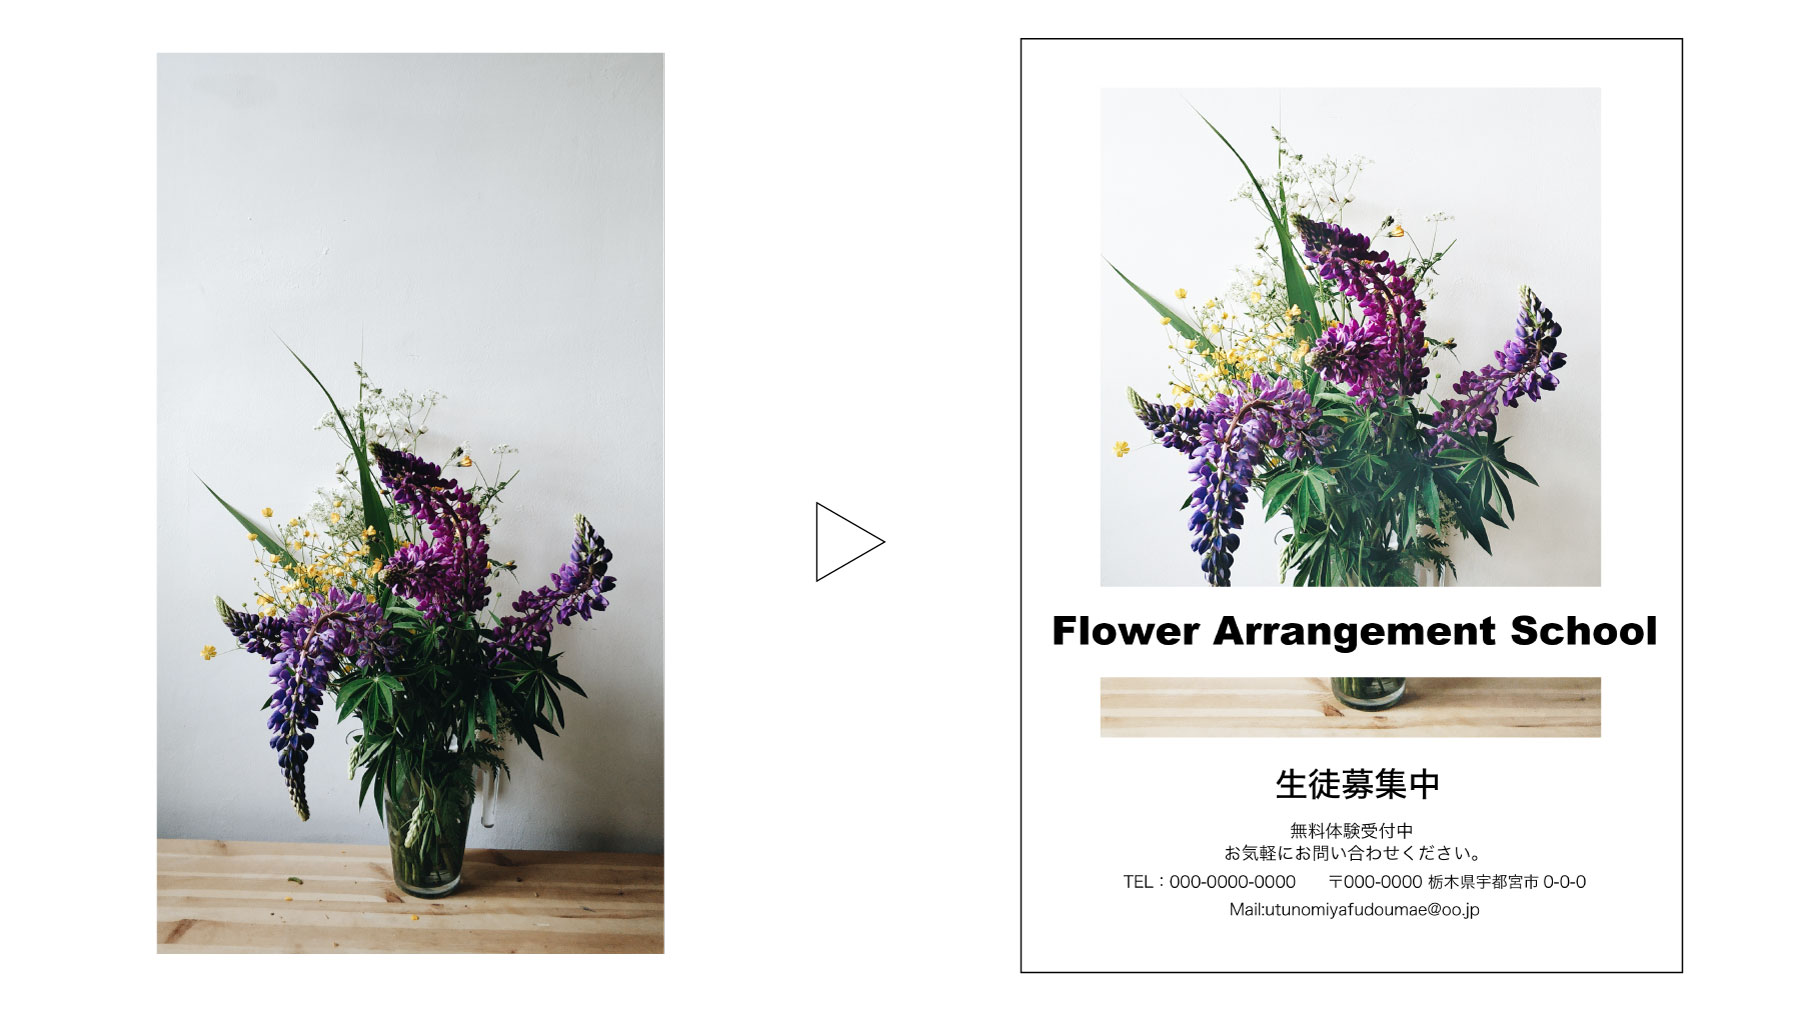 Flower Arrangement School
生徒募集中
無料体験受付中
お気軽にお問い合わせください。
TEL：000-0000-0000　〒000-0000 栃木県宇都宮市 0-0-0
Mail:utunomiyafudoumae@oo.jp